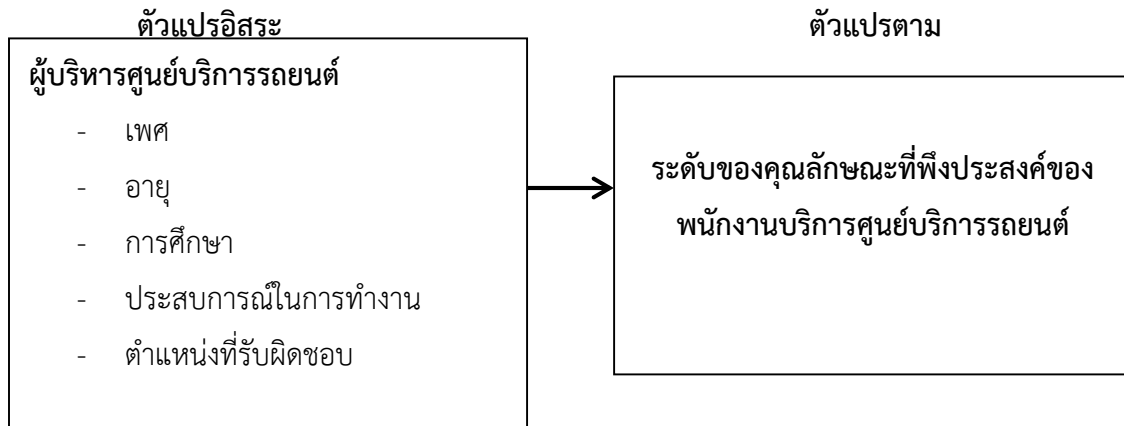 ตัวแปรอิสระ
ผู้บริหารศูนย์บริการรถยนต์
- เพศ
- อายุ
- การศึกษา
- ประสบการณ์ในการทำงาน
- ตำแหน่งที่รับผิดชอบ
ตัวแปรตาม
ระดับของคุณลักษณะที่พึงประสงค์ของ
พนักงานบริการศูนย์บริการรถยนต์